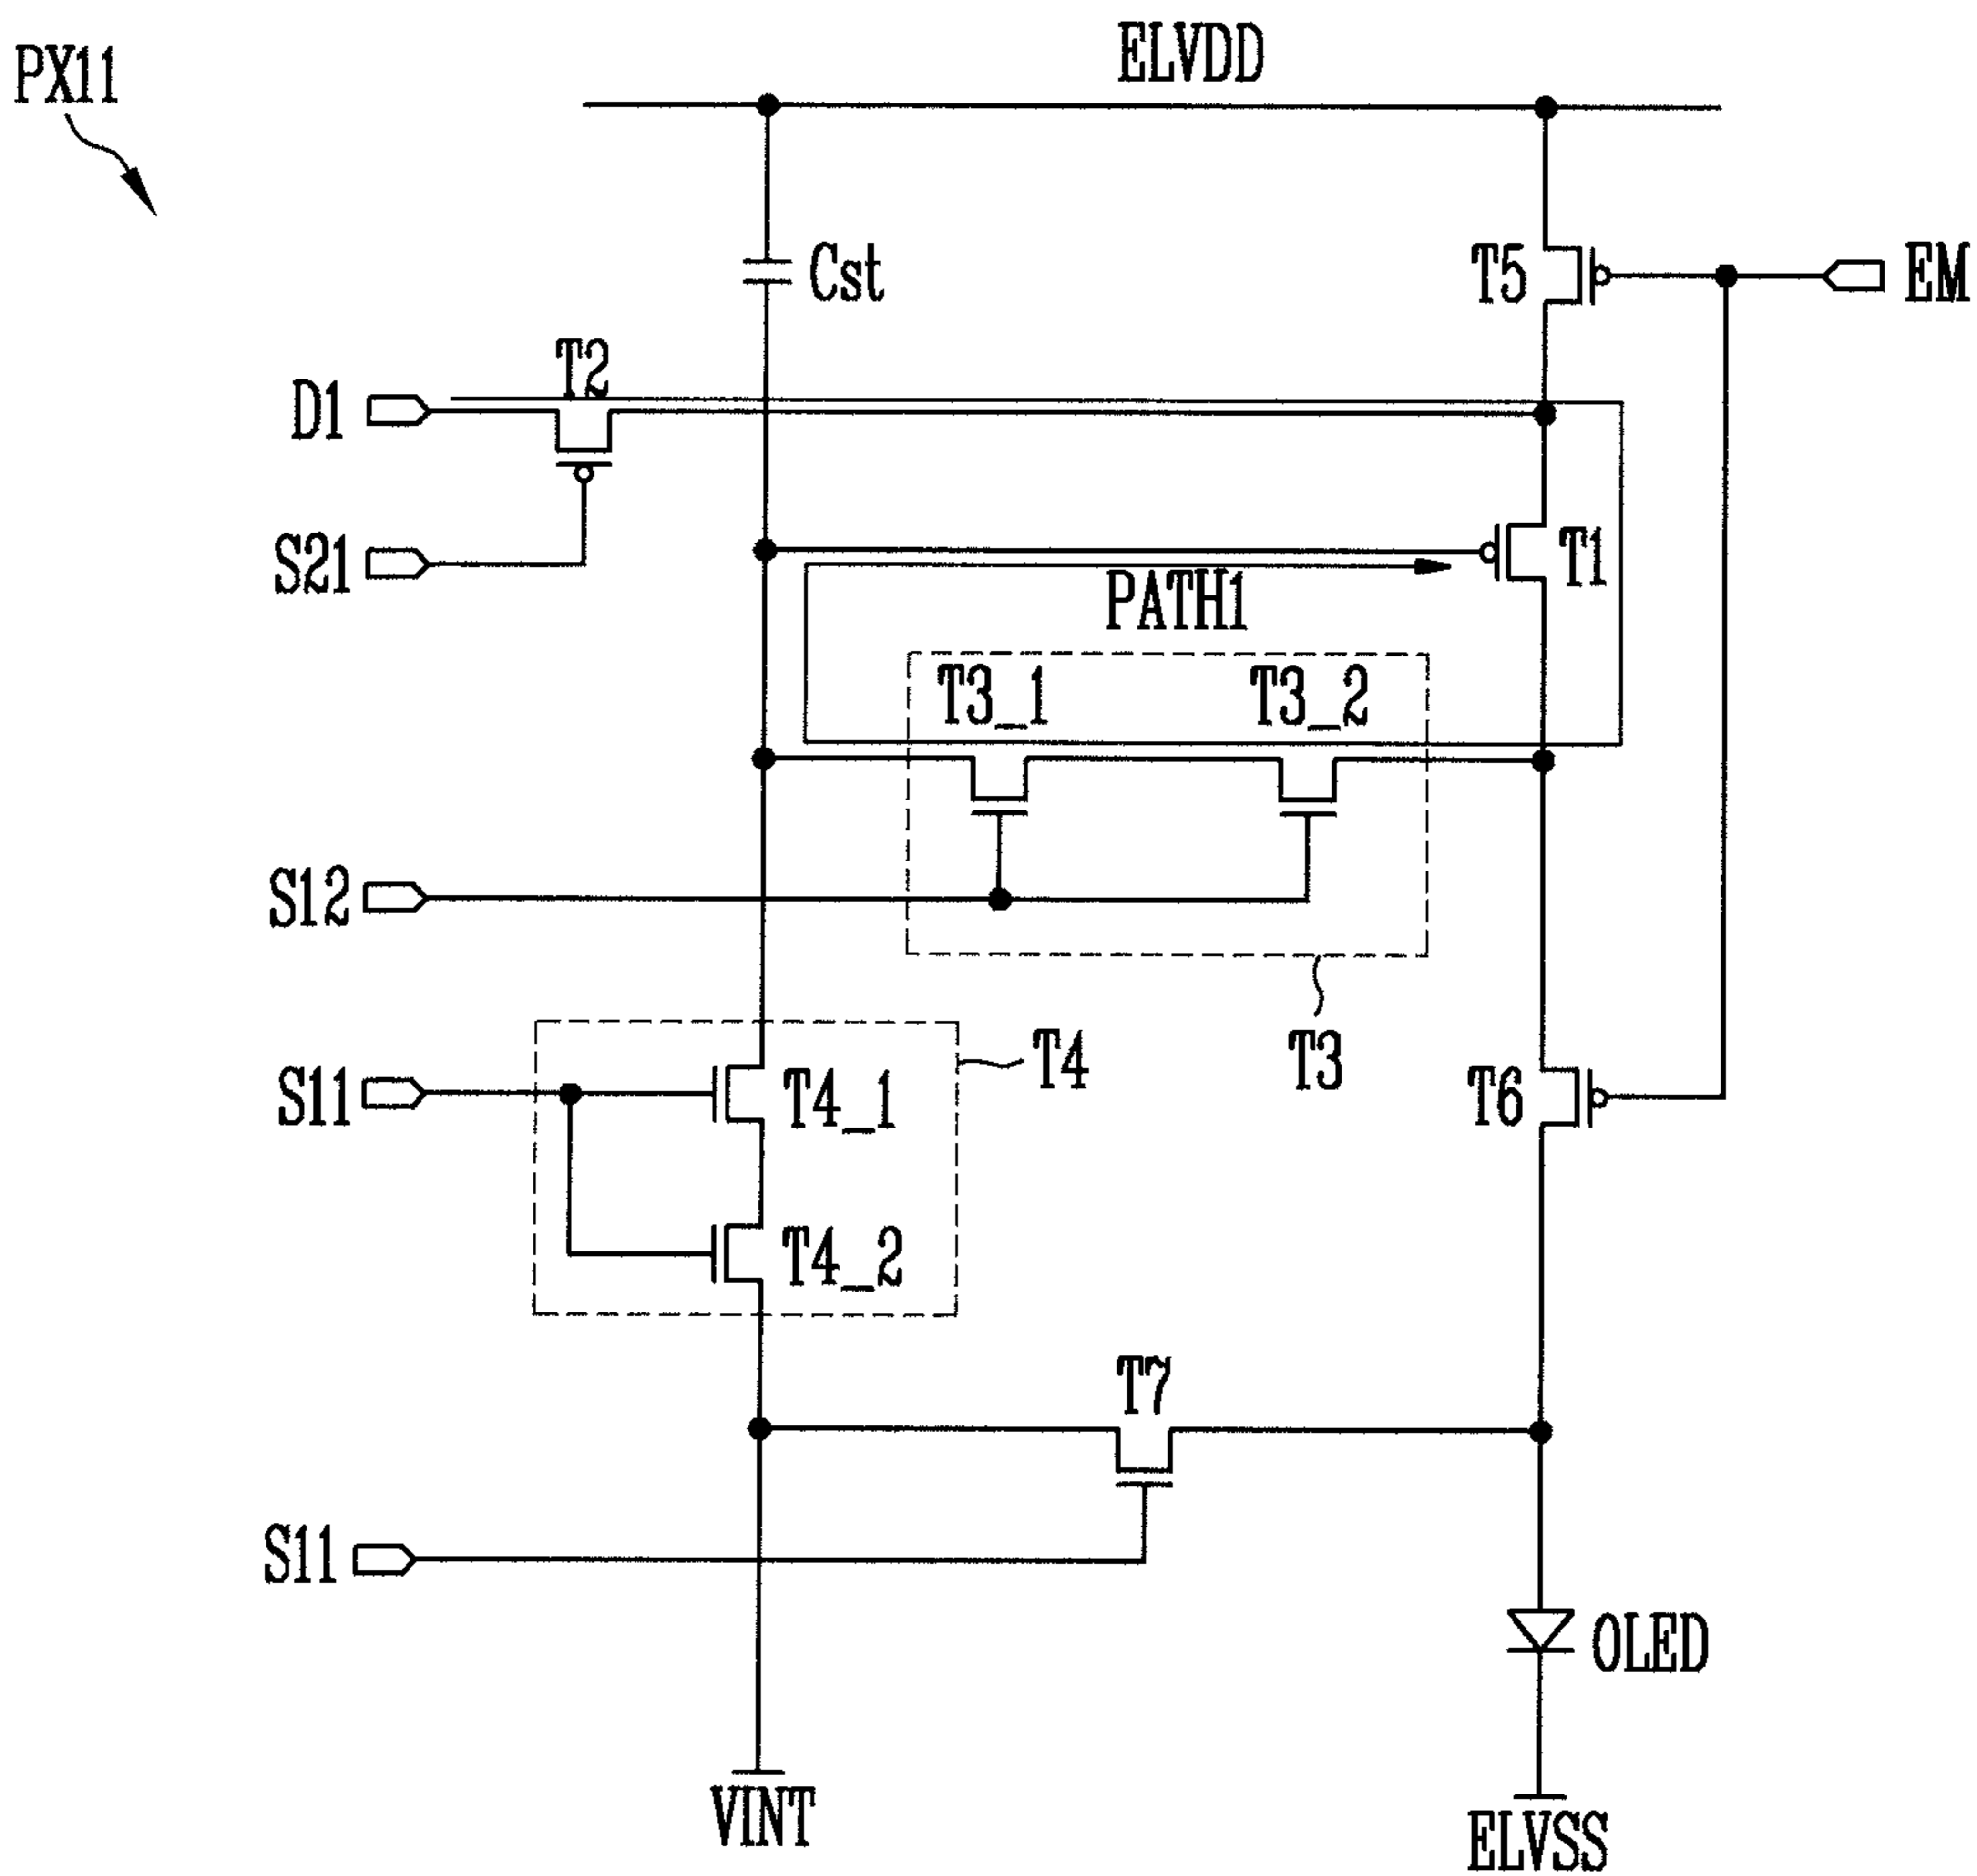 ELVDD
PX11
Cst
T5
EM
T2
D1
S21
T1
PATH1
T3_1
T3_2
S12
S11
T4_1
T4
T3
T6
T4_2
T7
S11
OLED
VINT
ELVSS